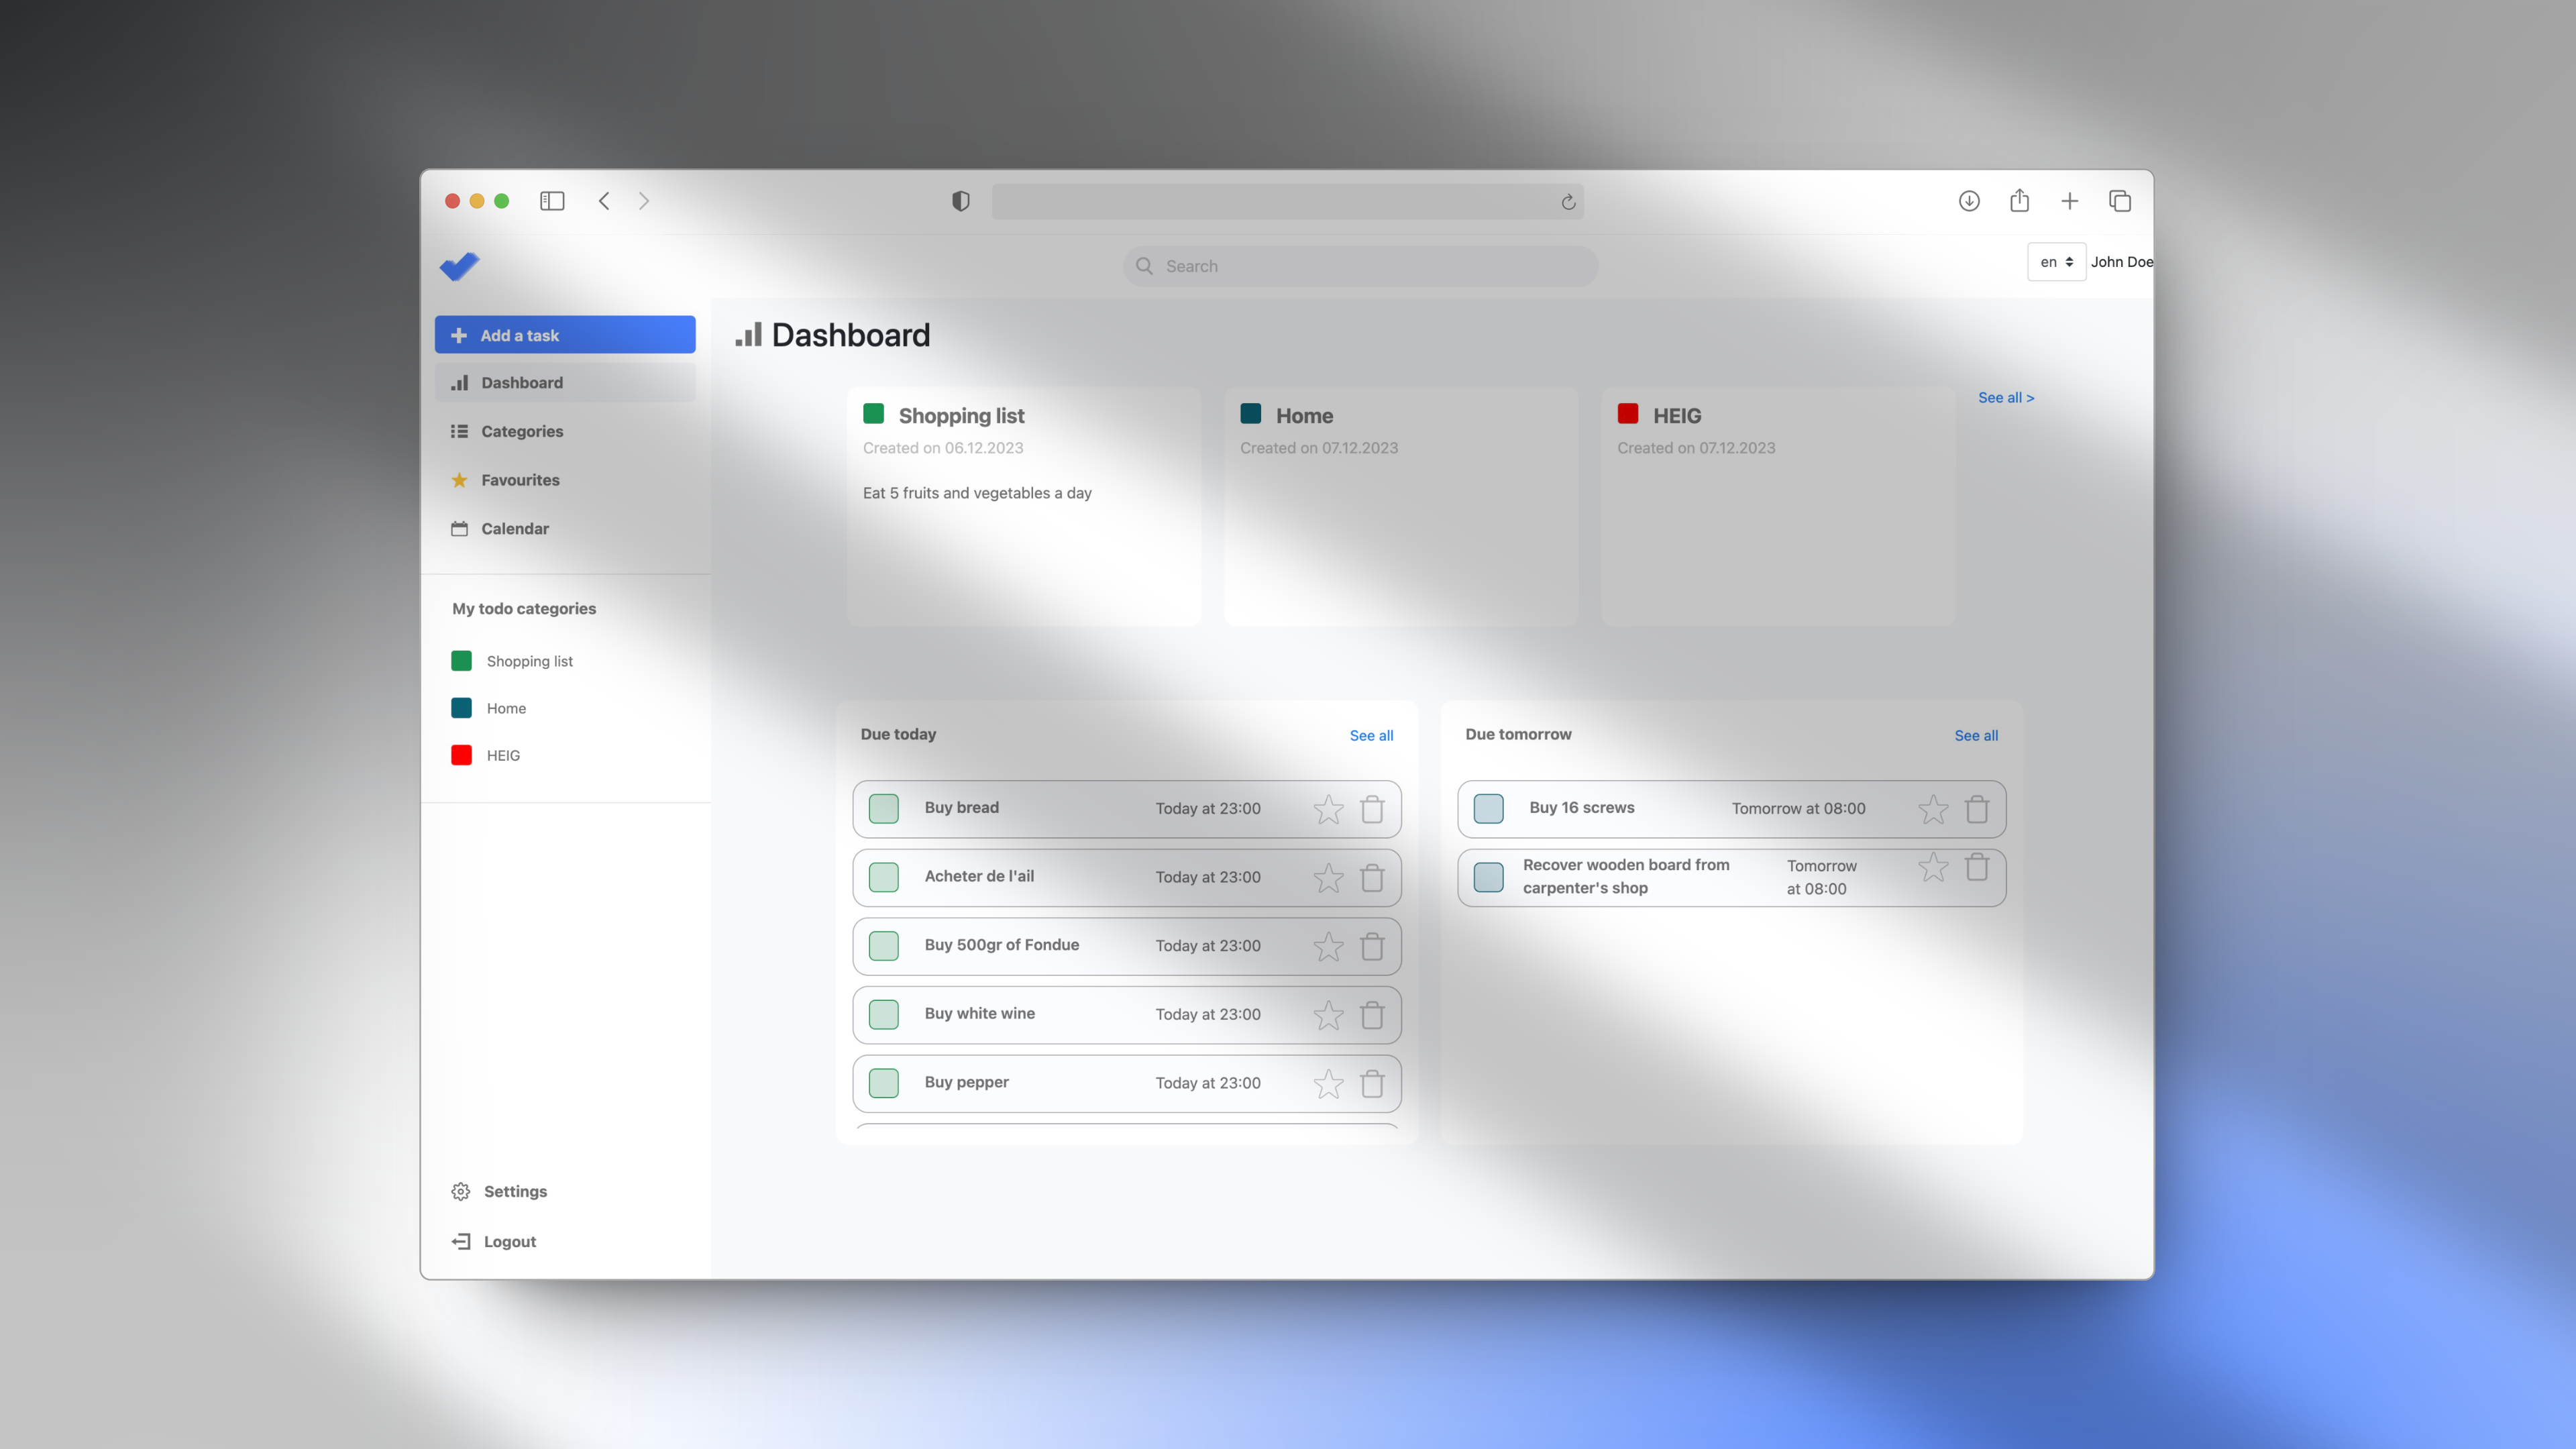 Search
en
John Doe
Add a task
Dashboard
Categories
Favourites
Calendar
My todo categories
Shopping list
Home
HEIG
Settings
Logout
Dashboard
Shopping list
Created on 06.12.2023
Eat 5 fruits and vegetables a day
Home
Created on 07.12.2023
HEIG
Created on 07.12.2023
See all >
Due today
See all
Buy bread
Today at 23:00
Acheter de l'ail
Today at 23:00
Buy 500gr of Fondue
Today at 23:00
Buy white wine
Today at 23:00
Buy pepper
Today at 23:00
Due tomorrow
See all
Buy 16 screws
Tomorrow at 08:00
Recover wooden board from
carpenter's shop
Tomorrow
at 08:00